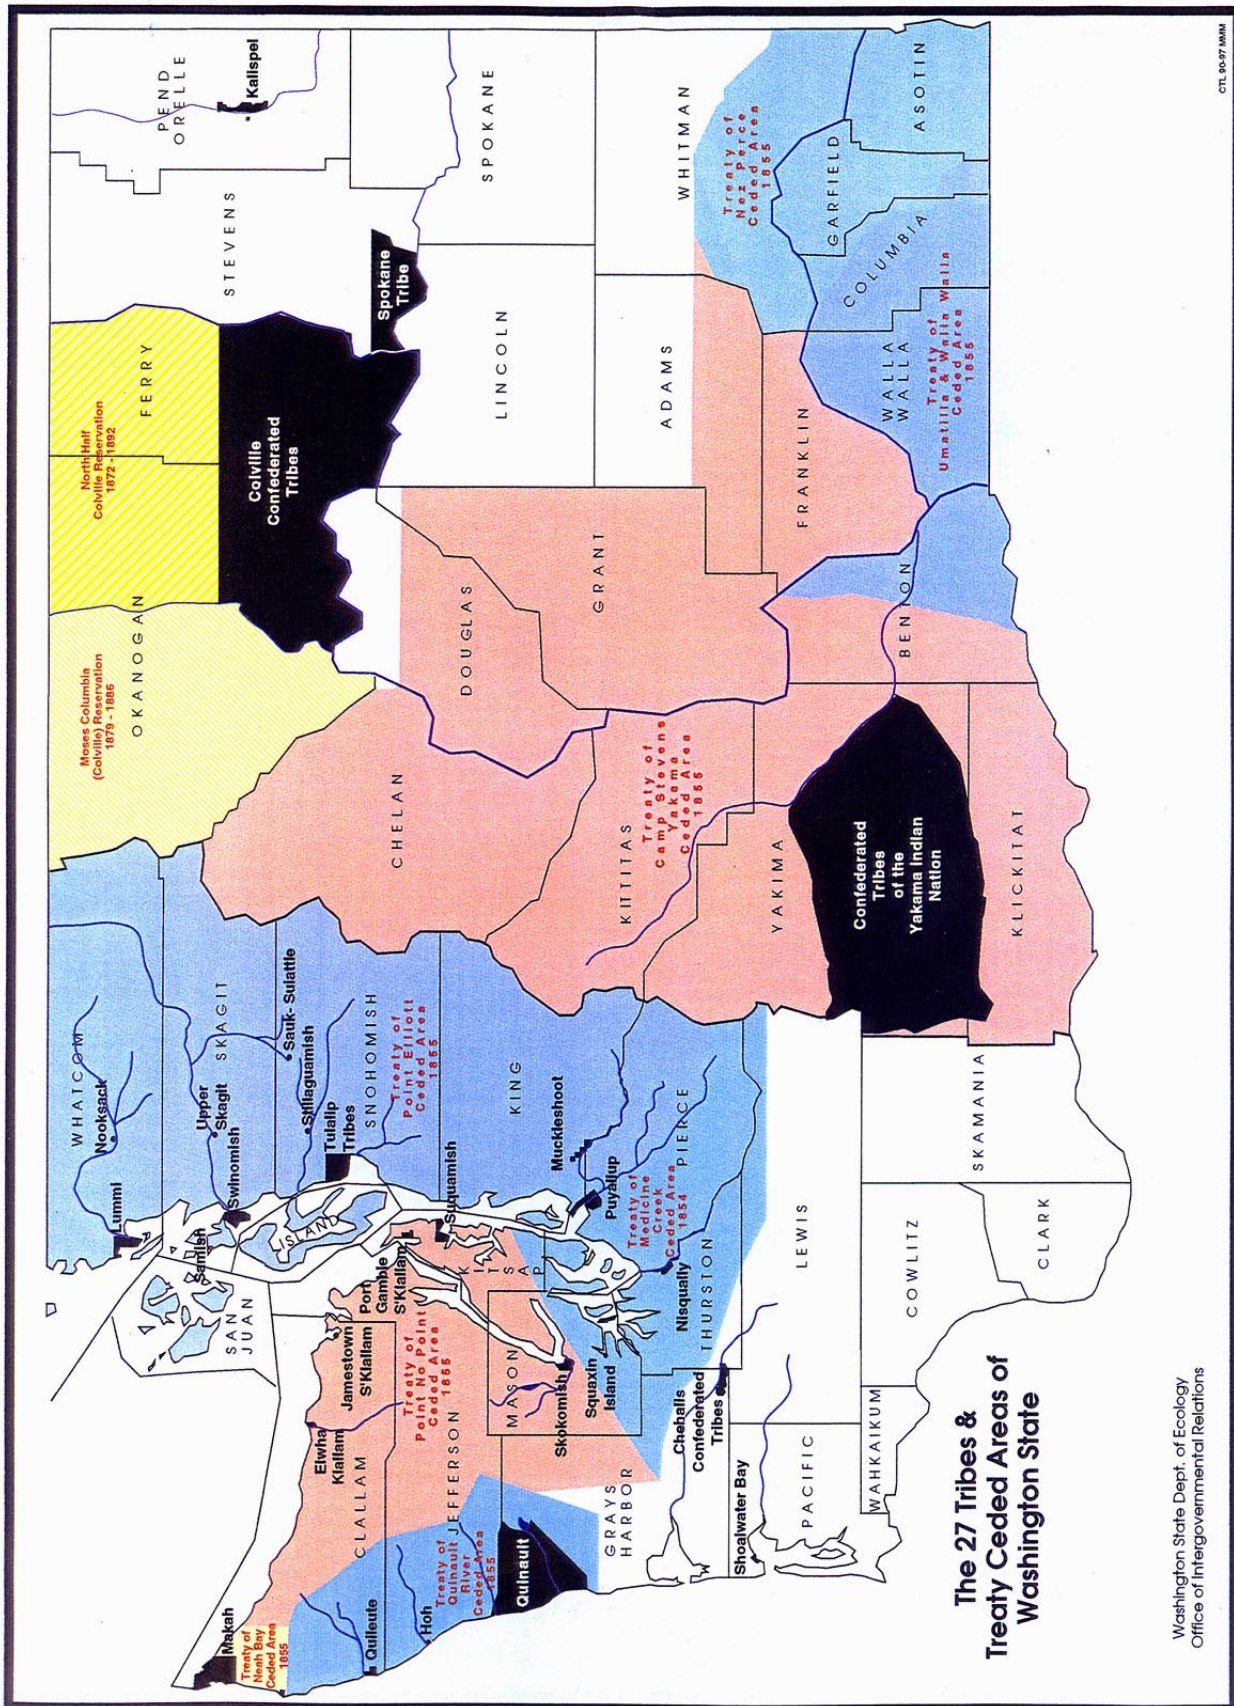 Makah
Treaty of
Neah Bay
Ceded Area
1855
Quileute
Hoh
Treaty of
Quinault
River
Ceded Area
1855
Quinault
CLALLAM
Elwha
Klallam
Jamestown
S'Klallam
Port
Gamble
S'Klallam
Treaty of
Point No Point
Ceded Area
1855
JEFFERSON
MASON
KITSAP
Skokomish
Squaxin
Island
GRAYS
HARBOR
Chehalis
Confederated
Tribes
Shoalwater Bay
PACIFIC
WAHKAIKUM
SAN
JUAN
Samish
ISLAND
Lummi
WHATCOM
Nooksack
Swinomish
Upper
Skagit
SKAGIT
Sauk- Suiattle
Stillaguamish
Tulalip
Tribes
SNOHOMISH
Treaty of
Point Elliott
Ceded Area
1855
Suquamish
KING
Muckleshoot
Puyallup
PIERCE
Treaty of
Medicine
Creek
Ceded Area
1854
Nisqually
THURSTON
LEWIS
COWLITZ
CLARK
SKAMANIA
Moses Columbia
(Colville) Reservation
1879 - 1886
OKANOGAN
CHELAN
DOUGLAS
KITTITAS
Treaty of
Camp Stevens
Yakama
Ceded Area
1855
GRANT
YAKIMA
Confederated
Tribes
of the
Yakama Indian
Nation
KLICKITAT
BENTON
North Half
Colville Reservation
1872 - 1892
FERRY
Colville
Confederated
Tribes
STEVENS
PEND
ORELLE
Kalispel
Spokane
Tribe
LINCOLN
SPOKANE
ADAMS
WHITMAN
FRANKLIN
Treaty of
Nez Perce
Ceded Area
1855
WALLA
WALLA
Treaty of
Umatilla & Walla Walla
Ceded Area
1855
COLUMBIA
GARFIELD
ASOTIN
The 27 Tribes &
Treaty Ceded Areas of
Washington State
Washington State Dept. of Ecology
Office of Intergovernmental Relations
CTL 90-97 MMM